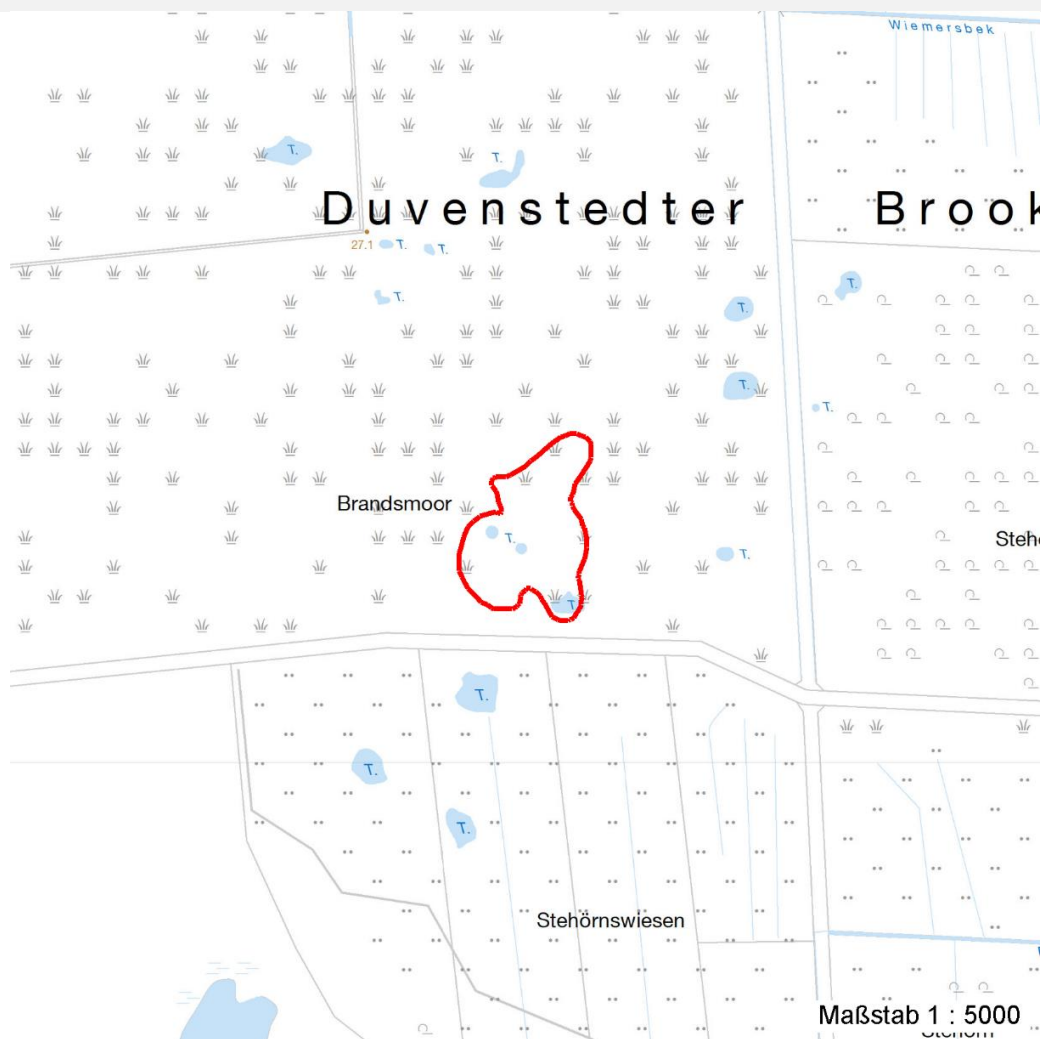 Wiemersbek
T.
T.
Duvenstedter Brook
27.1
T.
T.
T.
T.
T.
T.
T.
Brandsmoor
T.
T.
Steh
T
T.
T.
T.
Stehörnswiesen
Maßstab 1 : 5000